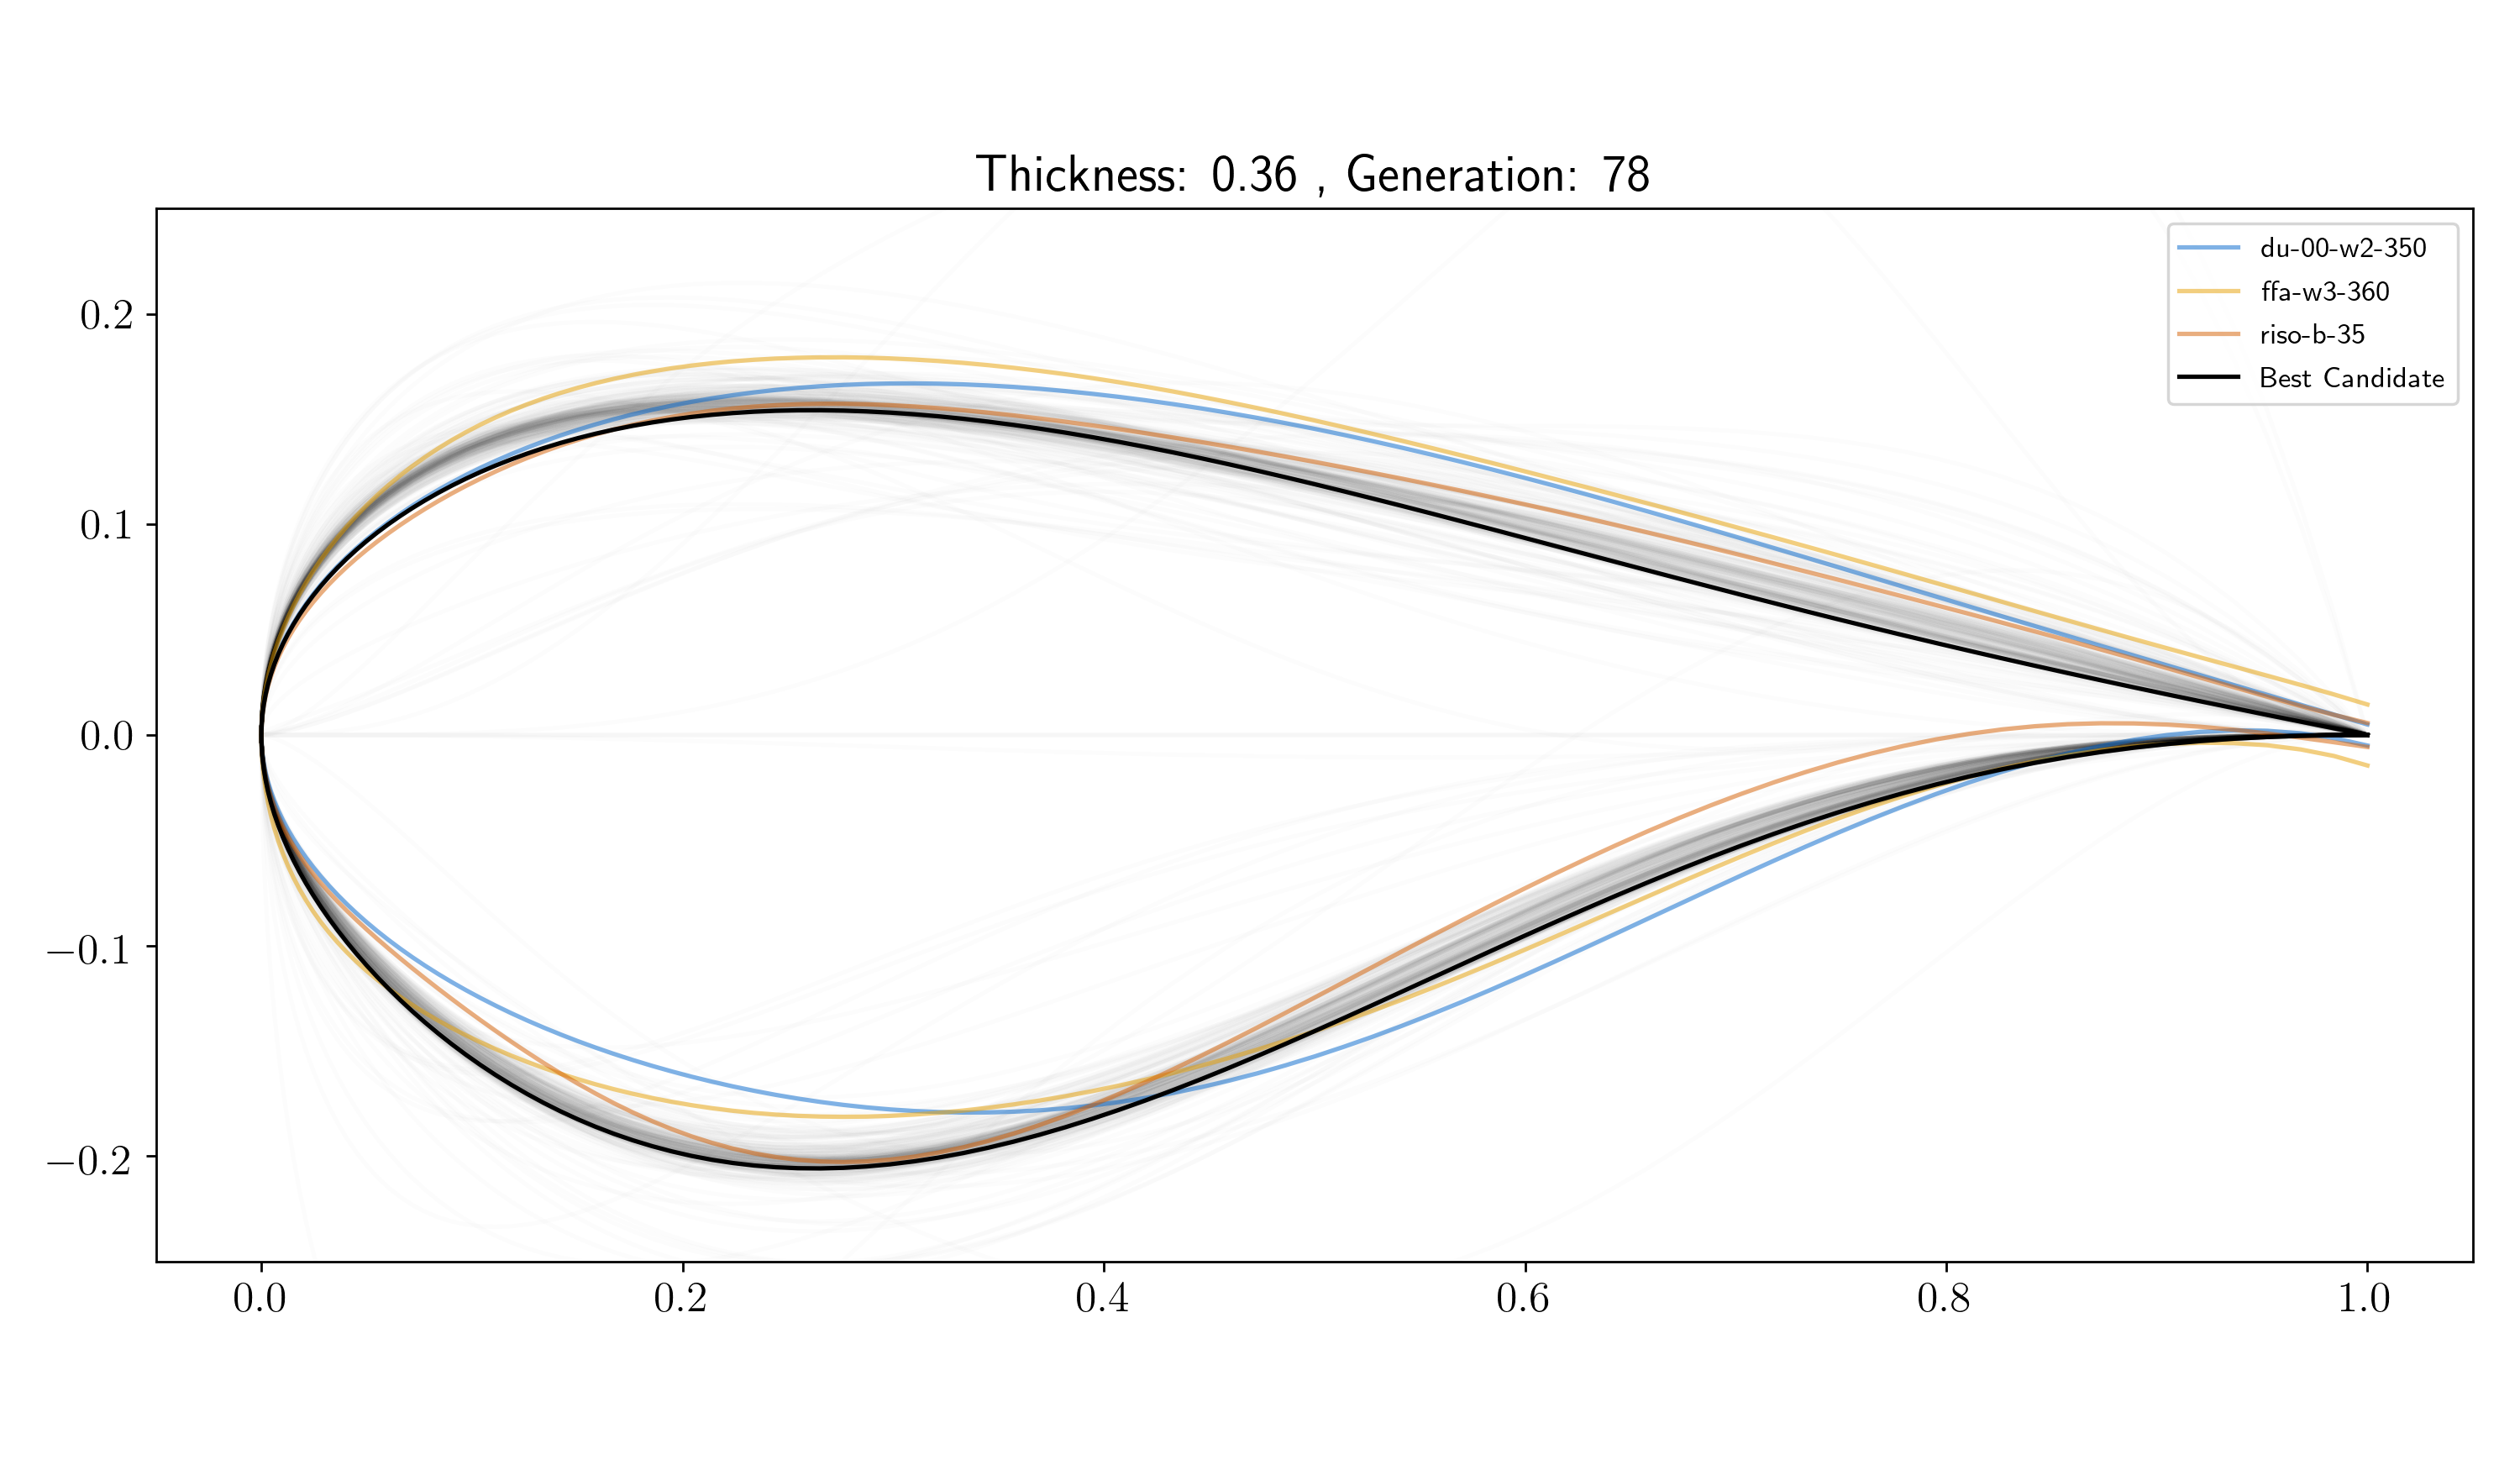 Thickness: 0.36 , Generation: 78
du-00-w2-350
ffa-w3-360
riso-b-35
Best Candidate
0.2
0.1
0.0
−0.1
−0.2
0.0 0.2 0.4 0.6 0.8 1.0